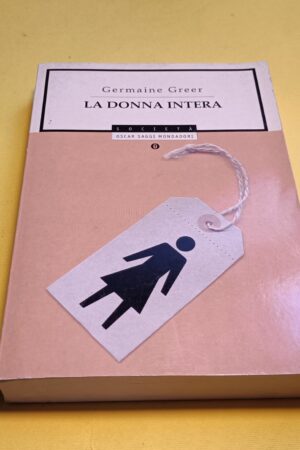 Germaine Greer
LA DONNA INTERA
SOCIETÀ
OSCAR SAGGI MONDADORI